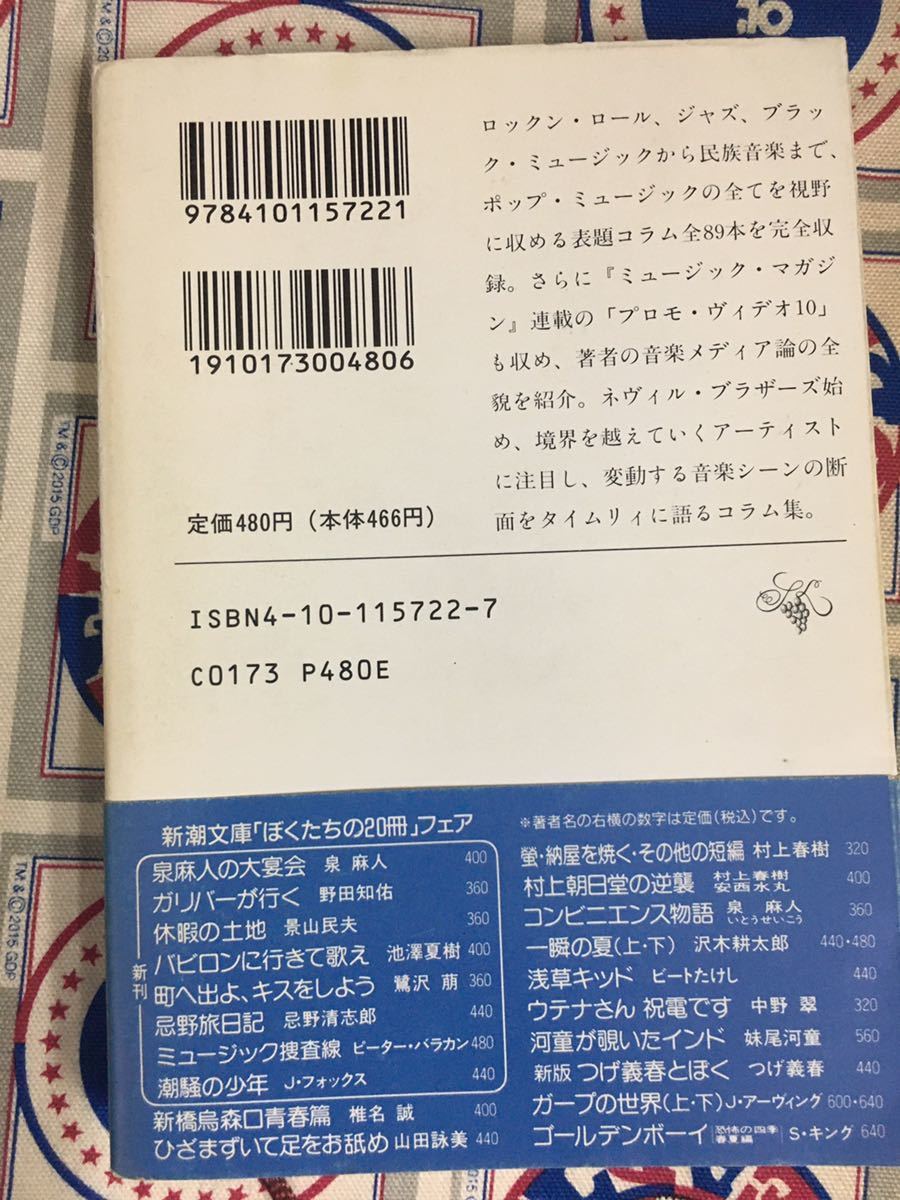 9784101157221
1910173004806
ロックン・ロール、ジャズ、ブラッ
ク・ミュージックから民族音楽まで、
ポップ・ミュージックの全てを視野
に収める表題コラム全89本を完全収
録。さらに『ミュージック・マガジ
ン』連載の「プロモ・ヴィデオ10」
も収め、著者の音楽メディア論の全
貌を紹介。ネヴィル・ブラザーズ始
め、境界を越えていくアーティスト
に注目し、変動する音楽シーンの断
面をタイムリィに語るコラム集。
定価480円（本体466円）
ISBN4-10-115722-7
C0173 P480E
新潮文庫「ぼくたちの20冊」フェア
新刊
泉麻人の大宴会 泉 麻人 400
ガリバーが行く 野田知佑 360
休暇の土地 景山民夫 360
バビロンに行きて歌え 池澤夏樹 400
町へ出よ、キスをしよう 鷺沢 萠 360
忌野旅日記 忌野清志郎 440
ミュージック捜査線 ピーター・バラカン 480
潮騒の少年 J・フォックス 440
新橋烏森口青春篇 椎名 誠 400
ひざまずいて足をお舐め 山田詠美 440
※著者名の右横の数字は定価(税込)です。
螢・納屋を焼く・その他の短編 村上春樹 320
村上朝日堂の逆襲 村上春樹 安西水丸 400
コンビニエンス物語 泉 麻人 いとうせいこう 360
一瞬の夏(上・下) 沢木耕太郎 440・480
浅草キッド ビートたけし 440
ウテナさん 祝電です 中野 翠 320
河童が覗いたインド 妹尾河童 560
新版 つげ義春とぼく つげ義春 440
ガープの世界(上・下) J・アーヴィング 600・640
ゴールデンボーイ 恐怖の四季 春夏編 S・キング 640
TM & ©2015 GDP
TM & ©2015 GDP